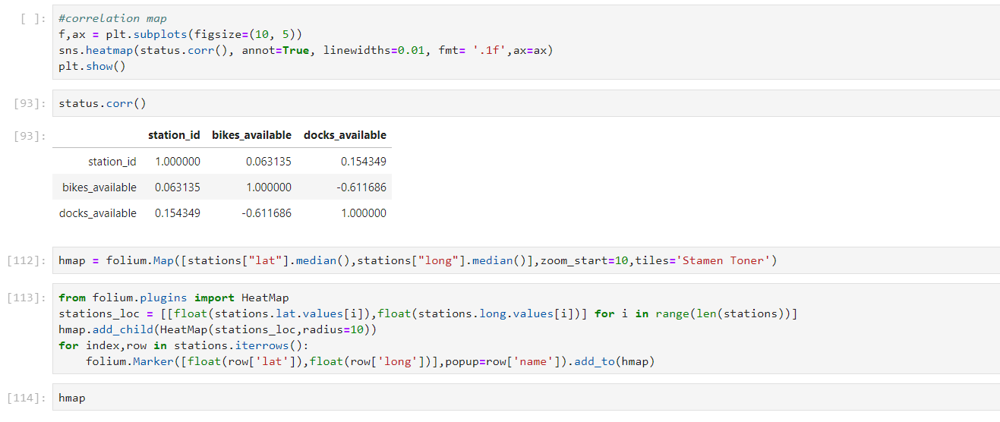 [ ]: #correlation map
f,ax = plt.subplots(figsize=(10, 5))
sns.heatmap(status.corr(), annot=True, linewidths=0.01, fmt= '.1f',ax=ax)
plt.show()
[93]: status.corr()
[93]: station_id bikes_available docks_available
station_id 1.000000 0.063135 0.154349
bikes_available 0.063135 1.000000 -0.611686
docks_available 0.154349 -0.611686 1.000000
[112]: hmap = folium.Map([stations["lat"].median(),stations["long"].median()],zoom_start=10,tiles='Stamen Toner')
[113]: from folium.plugins import HeatMap
stations_loc = [[float(stations.lat.values[i]),float(stations.long.values[i])] for i in range(len(stations))]
hmap.add_child(HeatMap(stations_loc,radius=10))
for index,row in stations.iterrows():
    folium.Marker([float(row['lat']),float(row['long'])],popup=row['name']).add_to(hmap)
[114]: hmap